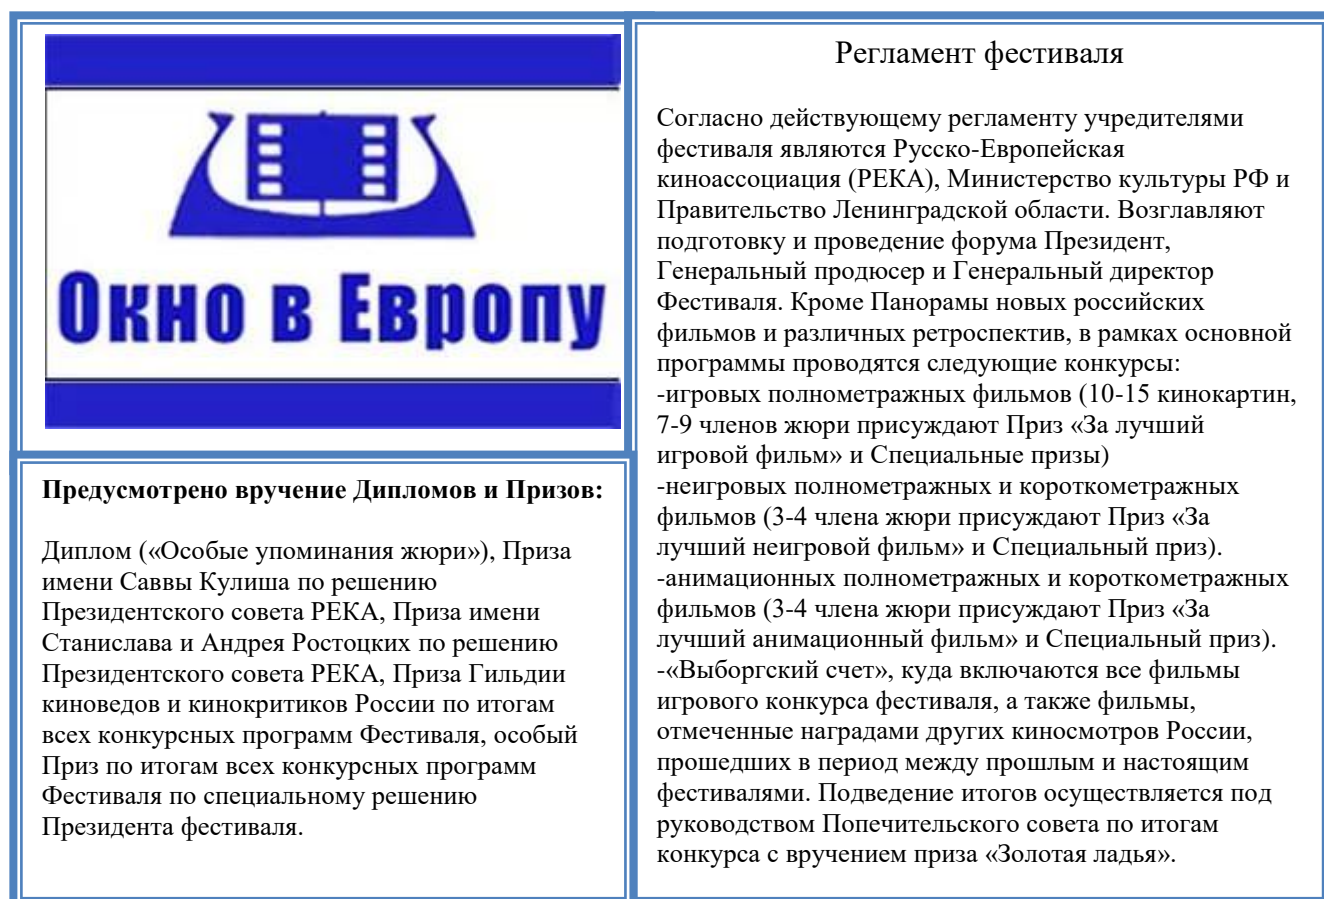 Окно в Европу
Предусмотрено вручение Дипломов и Призов:
Диплом («Особые упоминания жюри»), Приза
имени Саввы Кулиша по решению
Президентского совета РЕКА, Приза имени
Станислава и Андрея Ростоцких по решению
Президентского совета РЕКА, Приза Гильдии
киноведов и кинокритиков России по итогам
всех конкурсных программ Фестиваля, особый
Приз по итогам всех конкурсных программ
Фестиваля по специальному решению
Президента фестиваля.
Регламент фестиваля
Согласно действующему регламенту учредителями
фестиваля являются Русско-Европейская
киноассоциация (РЕКА), Министерство культуры РФ и
Правительство Ленинградской области. Возглавляют
подготовку и проведение форума Президент,
Генеральный продюсер и Генеральный директор
Фестиваля. Кроме Панорамы новых российских
фильмов и различных ретроспектив, в рамках основной
программы проводятся следующие конкурсы:
-игровых полнометражных фильмов (10-15 кинокартин,
7-9 членов жюри присуждают Приз «За лучший
игровой фильм» и Специальные призы)
-неигровых полнометражных и короткометражных
фильмов (3-4 члена жюри присуждают Приз «За
лучший неигровой фильм» и Специальный приз).
-анимационных полнометражных и короткометражных
фильмов (3-4 члена жюри присуждают Приз «За
лучший анимационный фильм» и Специальный приз).
-«Выборгский счет», куда включаются все фильмы
игрового конкурса фестиваля, а также фильмы,
отмеченные наградами других киносмотров России,
прошедших в период между прошлым и настоящим
фестивалями. Подведение итогов осуществляется под
руководством Попечительского совета по итогам
конкурса с вручением приза «Золотая ладья».